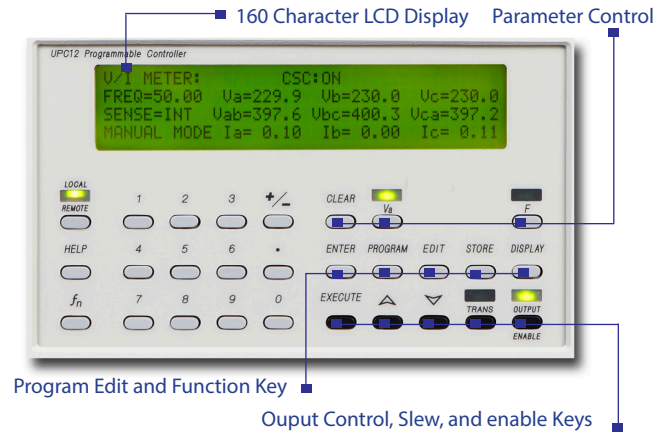 160 Character LCD Display Parameter Control
UPC12 Programmable Controller
V/I METER: CSC:ON
FREQ=50.00 Va=229.9 Vb=230.0 Vc=230.0
SENSE=INT Vab=397.6 Vbc=400.3 Vca=397.2
MANUAL MODE Ia= 0.10 Ib= 0.00 Ic= 0.11
LOCAL
REMOTE 1 2 3 +/− CLEAR Va F
HELP 4 5 6 • ENTER PROGRAM EDIT STORE DISPLAY
fn 7 8 9 0 EXECUTE TRANS OUTPUT
ENABLE
Program Edit and Function Key
Ouput Control, Slew, and enable Keys